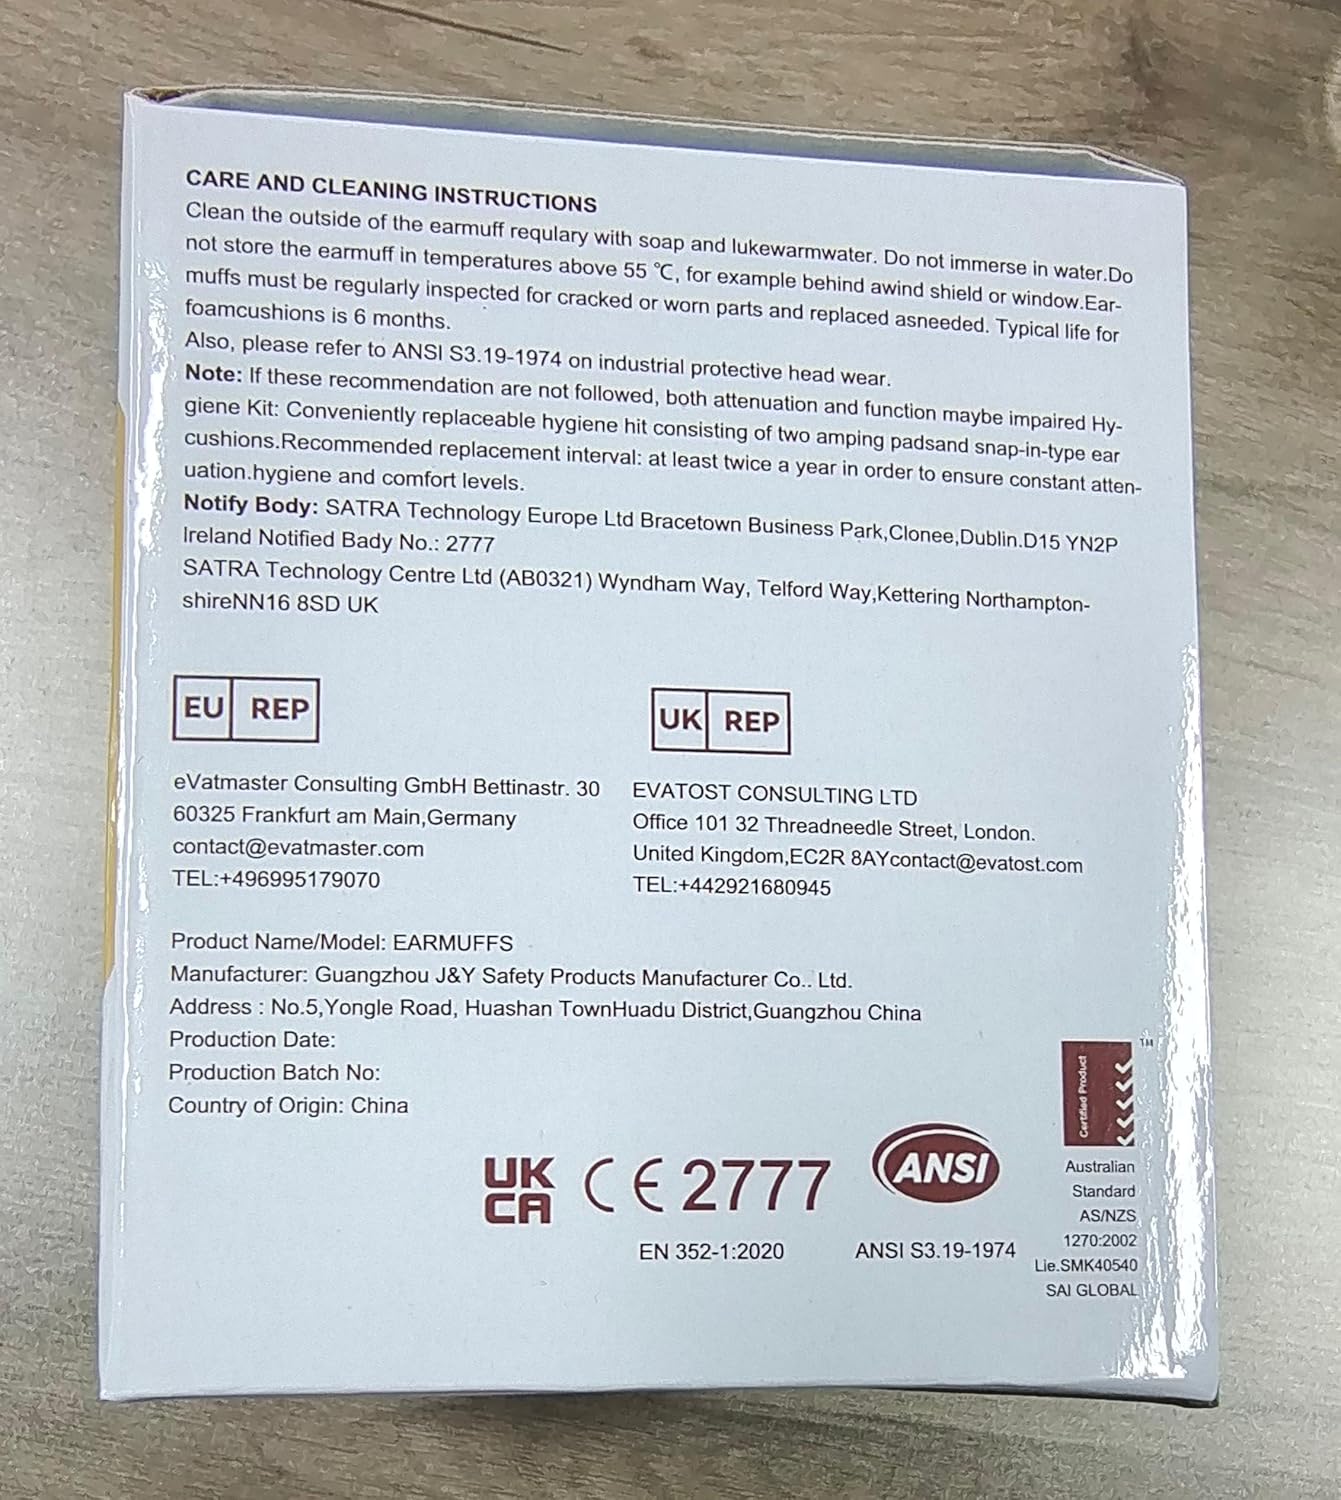 CARE AND CLEANING INSTRUCTIONS
Clean the outside of the earmuff requlary with soap and lukewarmwater. Do not immerse in water.Do
not store the earmuff in temperatures above 55 ℃, for example behind awind shield or window.Ear-
muffs must be regularly inspected for cracked or worn parts and replaced asneeded. Typical life for
foamcushions is 6 months.
Also, please refer to ANSI S3.19-1974 on industrial protective head wear.
Note: If these recommendation are not followed, both attenuation and function maybe impaired Hy-
giene Kit: Conveniently replaceable hygiene hit consisting of two amping padsand snap-in-type ear
cushions.Recommended replacement interval: at least twice a year in order to ensure constant atten-
uation.hygiene and comfort levels.
Notify Body: SATRA Technology Europe Ltd Bracetown Business Park,Clonee,Dublin.D15 YN2P
Ireland Notified Bady No.: 2777
SATRA Technology Centre Ltd (AB0321) Wyndham Way, Telford Way,Kettering Northampton-
shireNN16 8SD UK
EU REP
eVatmaster Consulting GmbH Bettinastr. 30
60325 Frankfurt am Main,Germany
contact@evatmaster.com
TEL:+496995179070
UK REP
EVATOST CONSULTING LTD
Office 101 32 Threadneedle Street, London.
United Kingdom,EC2R 8AYcontact@evatost.com
TEL:+442921680945
Product Name/Model: EARMUFFS
Manufacturer: Guangzhou J&Y Safety Products Manufacturer Co.. Ltd.
Address : No.5,Yongle Road, Huashan TownHuadu District,Guangzhou China
Production Date:
Production Batch No:
Country of Origin: China
UK
CA
CE 2777
EN 352-1:2020
ANSI
ANSI S3.19-1974
Certified Product
TM
Australian
Standard
AS/NZS
1270:2002
Lie.SMK40540
SAI GLOBAL